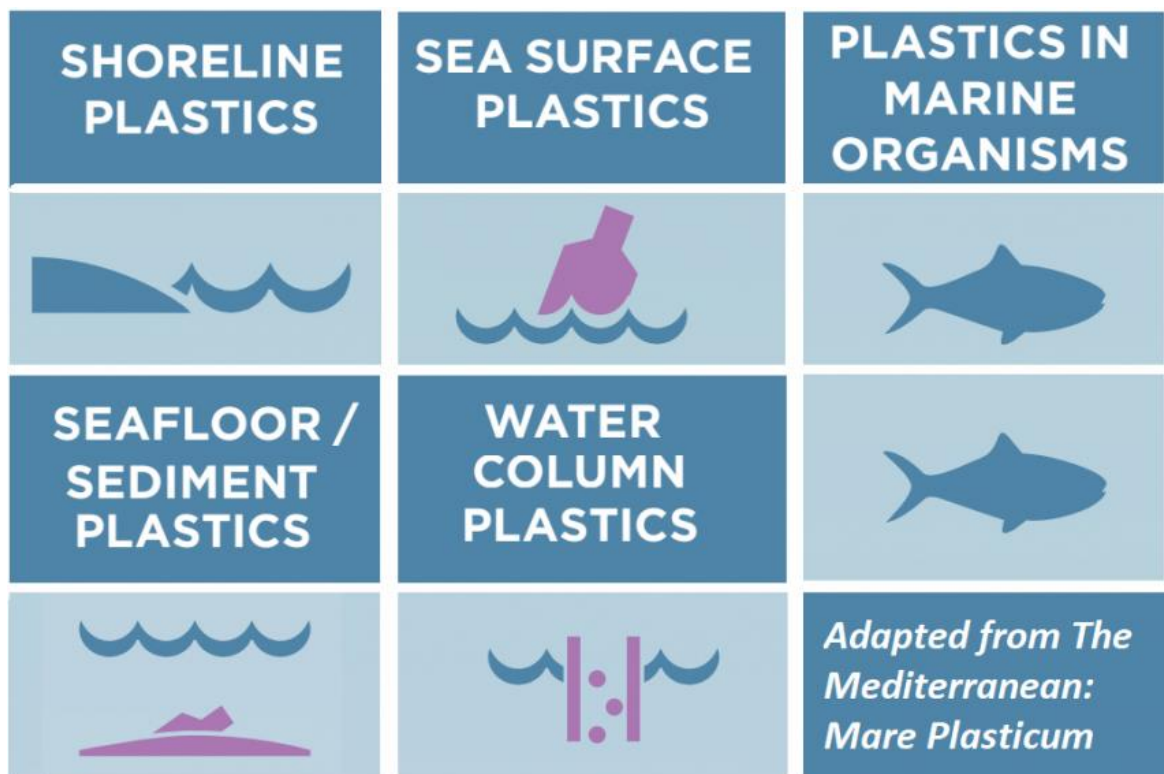 SHORELINE
PLASTICS
SEA SURFACE
PLASTICS
PLASTICS IN
MARINE
ORGANISMS
SEAFLOOR /
SEDIMENT
PLASTICS
WATER
COLUMN
PLASTICS
Adapted from The
Mediterranean:
Mare Plasticum